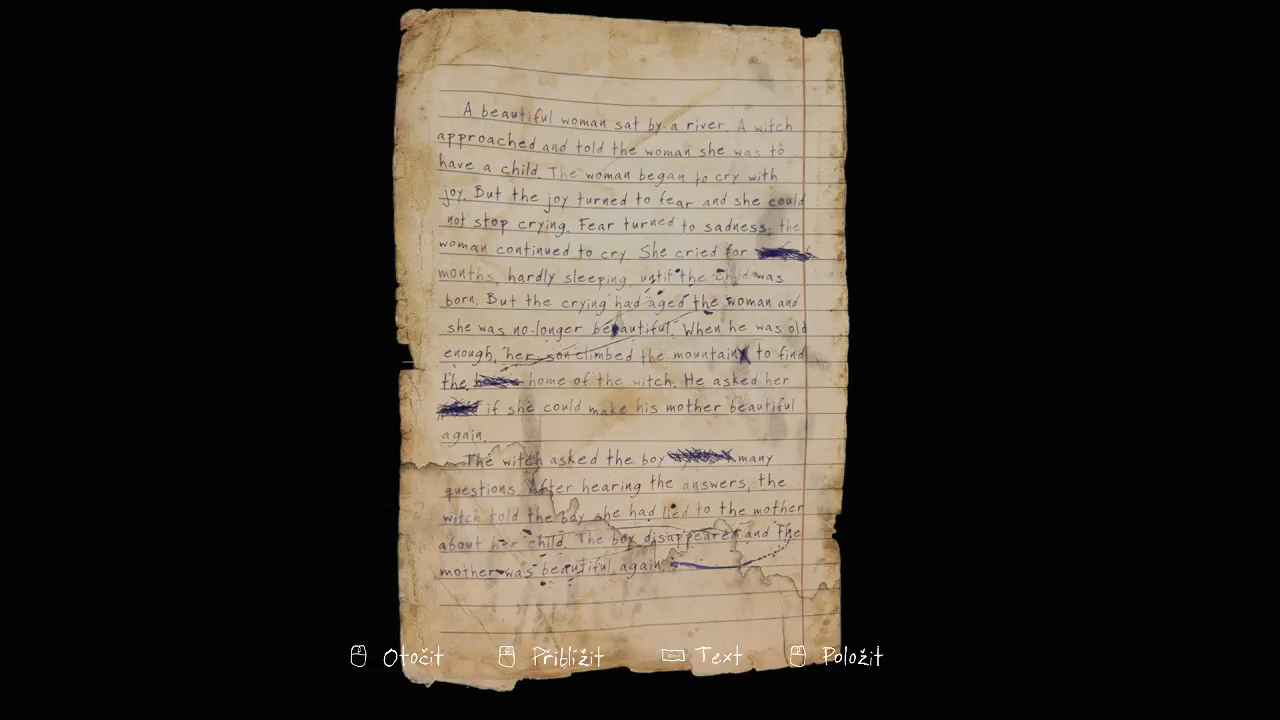 A beautiful woman sat by a river. A witch
approached and told the woman she was to
have a child. The woman began to cry with
joy. But the joy turned to fear and she could
not stop crying. Fear turned to sadness; the
woman continued to cry. She cried for
months, hardly sleeping, until the child was
born. But the crying had aged the woman and
she was no-longer beautiful. When he was old
enough, her son climbed the mountain to find
the home of the witch. He asked her
if she could make his mother beautiful
again.
The witch asked the boy many
questions. After hearing the answers, the
witch told the boy she had lied to the mother
about her child. The boy disappeared and the
mother was beautiful again.
Otočit Přiblížit Text Položit